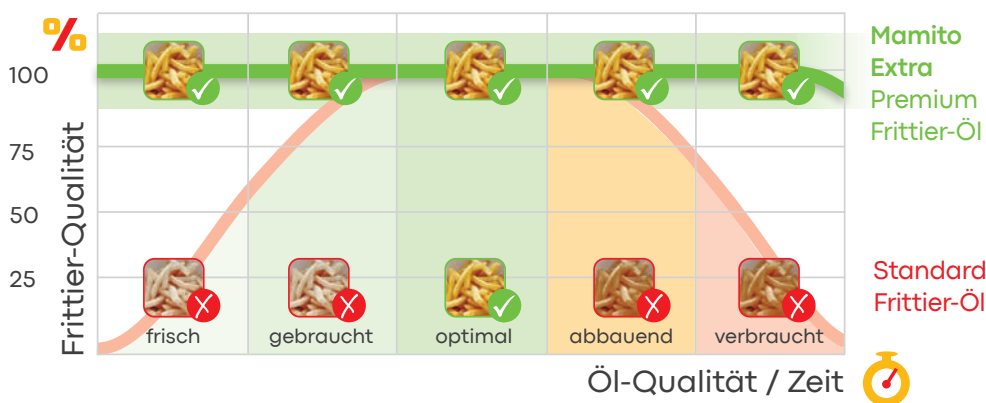 %
100
75
50
25
Frittier-Qualität
Mamito
Extra
Premium
Frittier-Öl
Standard
Frittier-Öl
frisch
gebraucht
optimal
abbauend
verbraucht
Öl-Qualität / Zeit